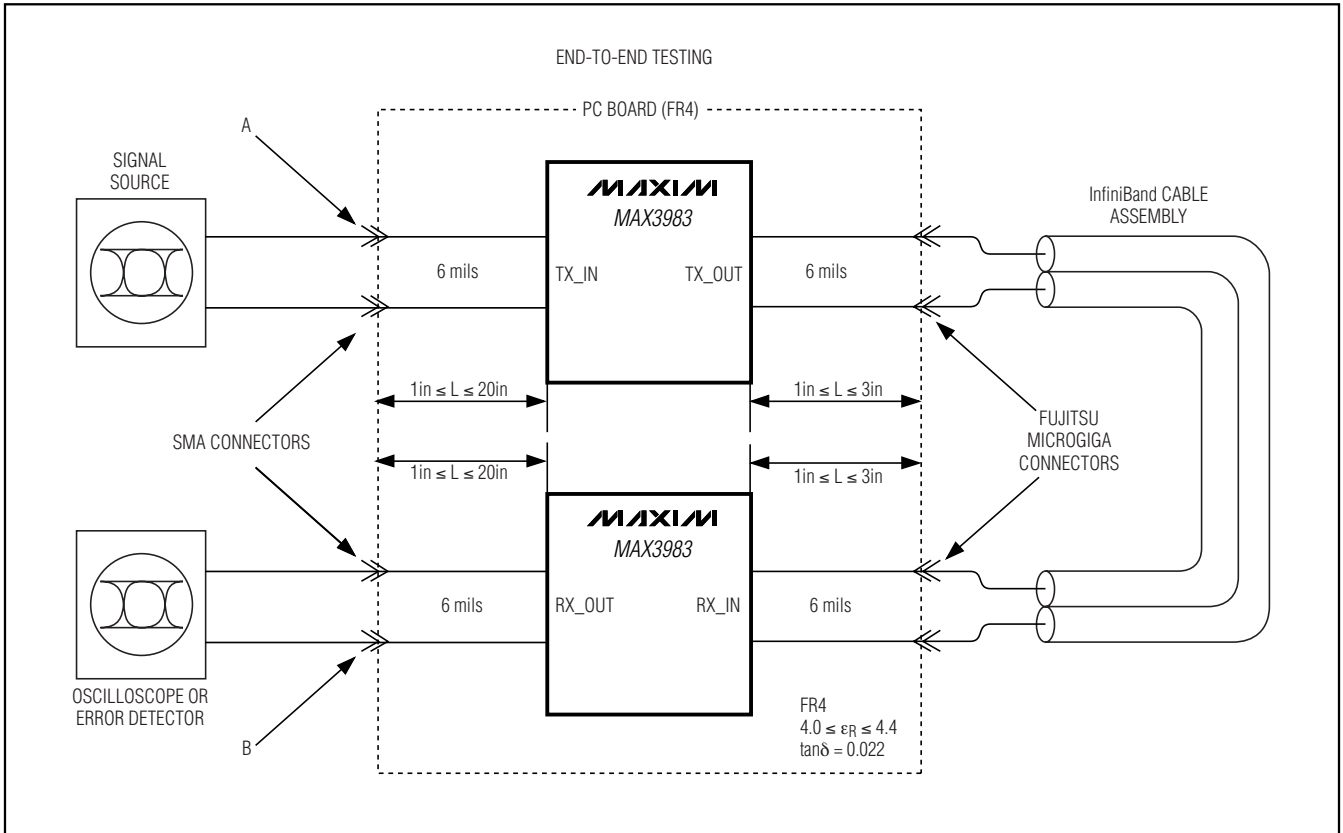 END-TO-END TESTING
PC BOARD (FR4)
A
SIGNAL
SOURCE
MAXIM
MAX3983
InfiniBand CABLE
ASSEMBLY
6 mils
TX_IN
TX_OUT
6 mils
1in ≤ L ≤ 20in
1in ≤ L ≤ 3in
SMA CONNECTORS
FUJITSU
MICROGIGA
CONNECTORS
1in ≤ L ≤ 20in
1in ≤ L ≤ 3in
MAXIM
MAX3983
6 mils
RX_OUT
RX_IN
6 mils
OSCILLOSCOPE OR
ERROR DETECTOR
B
FR4
4.0 ≤ εR ≤ 4.4
tanδ = 0.022